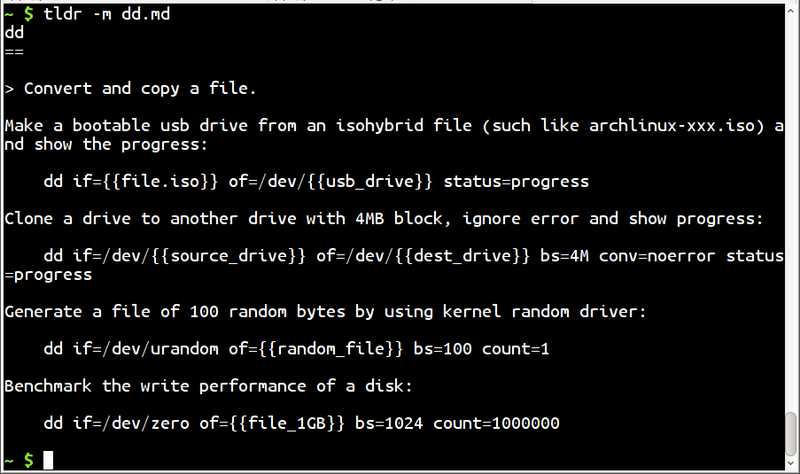 ~ $ tldr -m dd.md
dd
==
> Convert and copy a file.
Make a bootable usb drive from an isohybrid file (such like archlinux-xxx.iso) a
nd show the progress:
dd if={{file.iso}} of=/dev/{{usb_drive}} status=progress
Clone a drive to another drive with 4MB block, ignore error and show progress:
dd if=/dev/{{source_drive}} of=/dev/{{dest_drive}} bs=4M conv=noerror status
=progress
Generate a file of 100 random bytes by using kernel random driver:
dd if=/dev/urandom of={{random_file}} bs=100 count=1
Benchmark the write performance of a disk:
dd if=/dev/zero of={{file_1GB}} bs=1024 count=1000000
~ $